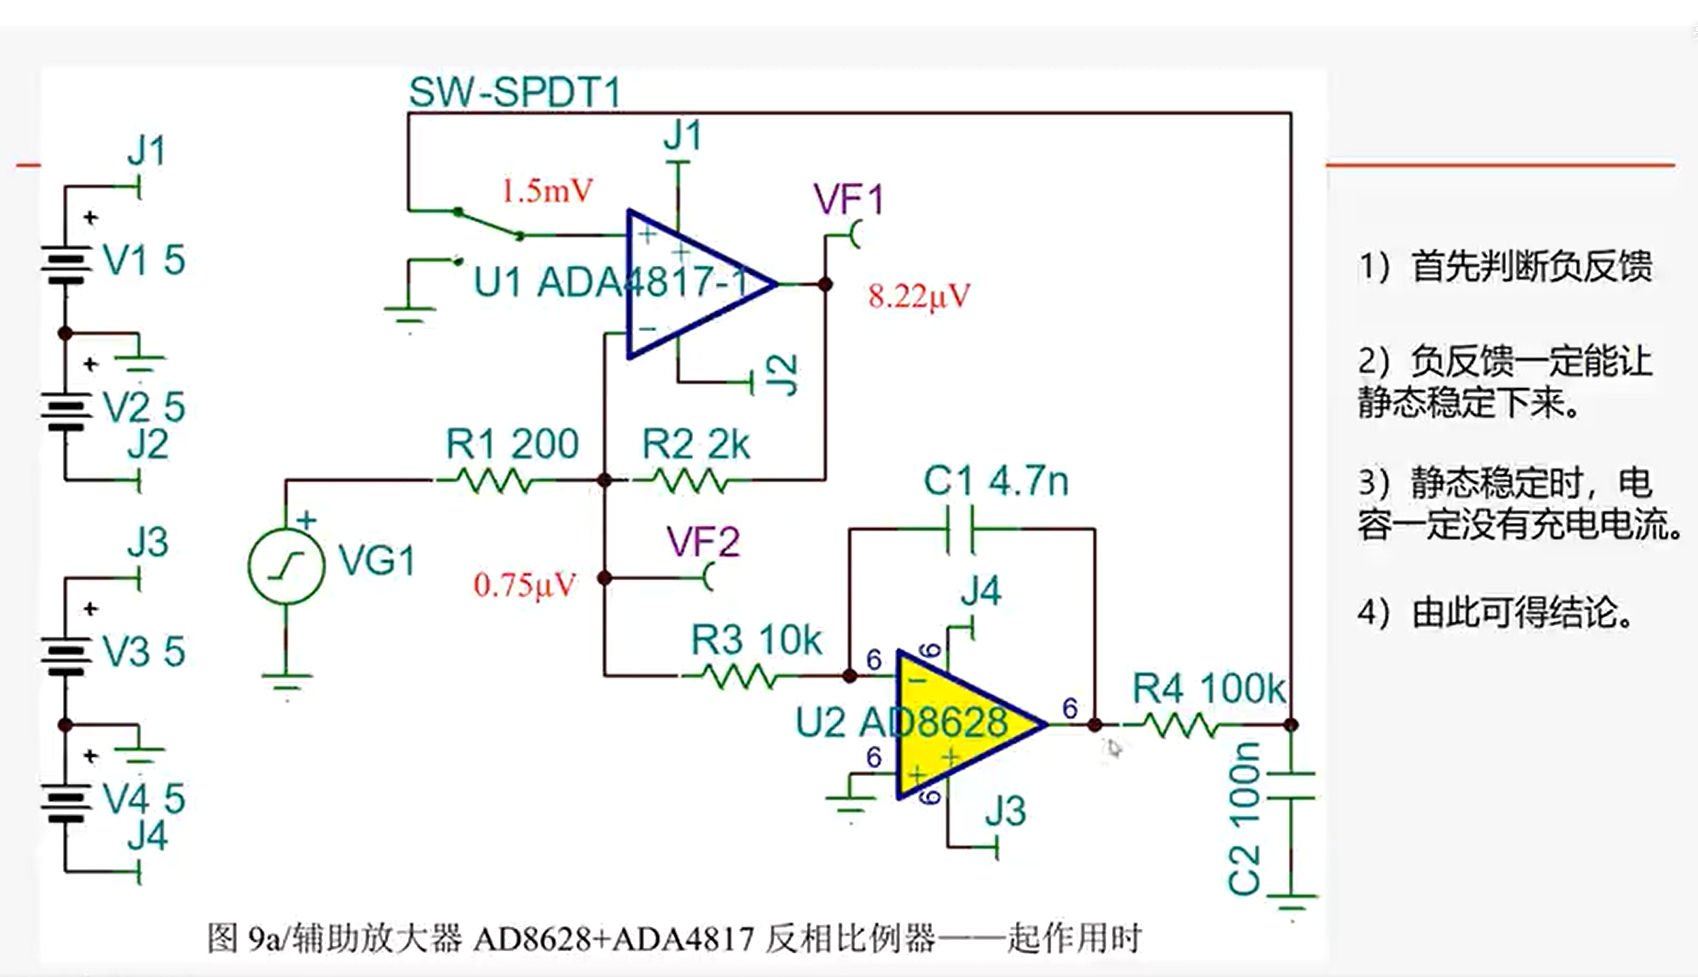 SW-SPDT1
J1
J1
1.5mV
VF1
+
V1 5
+
+
U1 ADA4817-1
8.22μV
-
+
V2 5
J2
J2
R1 200
R2 2k
C1 4.7n
+
VG1
VF2
J3
0.75μV
J4
+
V3 5
R3 10k
6
6
-
R4 100k
U2 AD8628
6
+
V4 5
6
+
+
6
J3
J4
C2 100n
1）首先判断负反馈
2）负反馈一定能让
静态稳定下来。
3）静态稳定时，电
容一定没有充电电流。
4）由此可得结论。
图 9a/辅助放大器 AD8628+ADA4817 反相比例器——起作用时